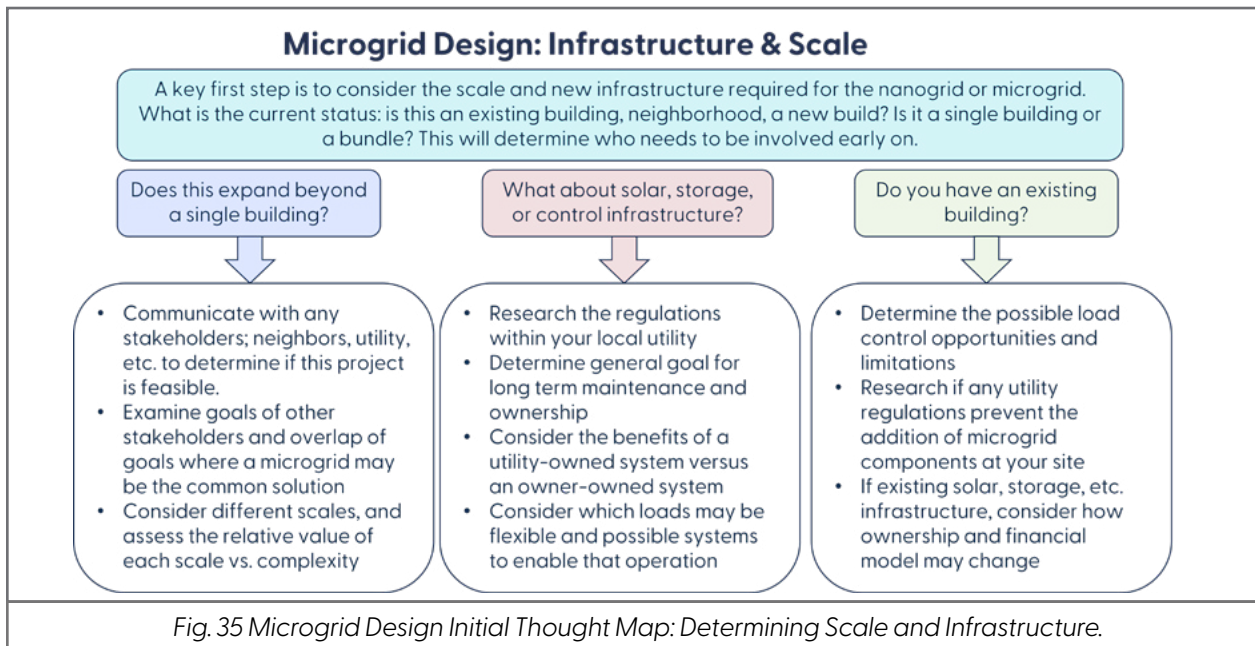 Microgrid Design: Infrastructure & Scale
A key first step is to consider the scale and new infrastructure required for the nanogrid or microgrid.
What is the current status: is this an existing building, neighborhood, a new build? Is it a single building or
a bundle? This will determine who needs to be involved early on.
Does this expand beyond
a single building?
• Communicate with any
stakeholders; neighbors, utility,
etc. to determine if this project
is feasible.
• Examine goals of other
stakeholders and overlap of
goals where a microgrid may
be the common solution
• Consider different scales, and
assess the relative value of
each scale vs. complexity
What about solar, storage,
or control infrastructure?
• Research the regulations
within your local utility
• Determine general goal for
long term maintenance and
ownership
• Consider the benefits of a
utility-owned system versus
an owner-owned system
• Consider which loads may be
flexible and possible systems
to enable that operation
Do you have an existing
building?
• Determine the possible load
control opportunities and
limitations
• Research if any utility
regulations prevent the
addition of microgrid
components at your site
• If existing solar, storage, etc.
infrastructure, consider how
ownership and financial
model may change
Fig. 35 Microgrid Design Initial Thought Map: Determining Scale and Infrastructure.